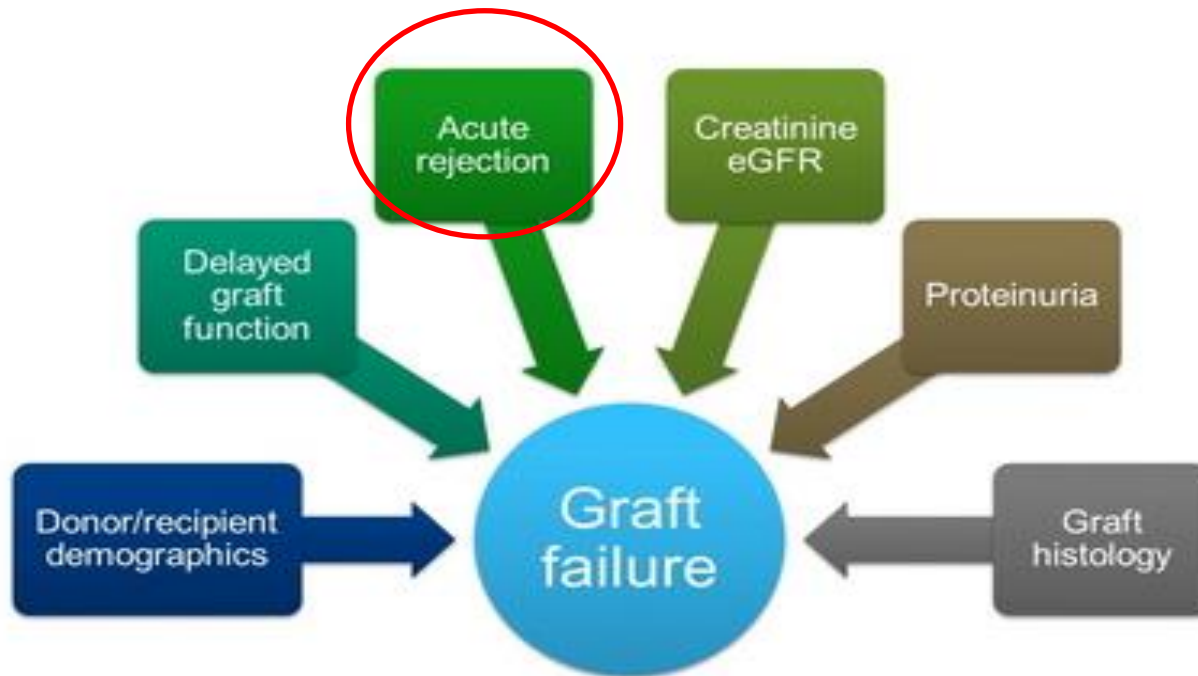 Acute
rejection
Creatinine
eGFR
Delayed
graft
function
Proteinuria
Donor/recipient
demographics
Graft
failure
Graft
histology